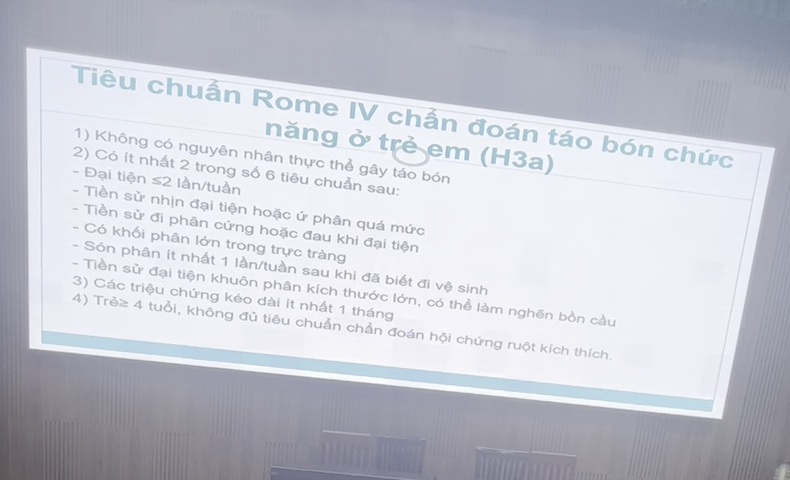 Tiêu chuẩn Rome IV chẩn đoán táo bón chức
năng ở trẻ em (H3a)
1) Không có nguyên nhân thực thể gây táo bón
2) Có ít nhất 2 trong số 6 tiêu chuẩn sau:
- Đại tiện ≤2 lần/tuần
- Tiền sử nhịn đại tiện hoặc ứ phân quá mức
- Tiền sử đi phân cứng hoặc đau khi đại tiện
- Có khối phân lớn trong trực tràng
- Són phân ít nhất 1 lần/tuần sau khi đã biết đi vệ sinh
- Tiền sử đại tiện khuôn phân kích thước lớn, có thể làm nghẽn bồn cầu
3) Các triệu chứng kéo dài ít nhất 1 tháng
4) Trẻ≥ 4 tuổi, không đủ tiêu chuẩn chẩn đoán hội chứng ruột kích thích.